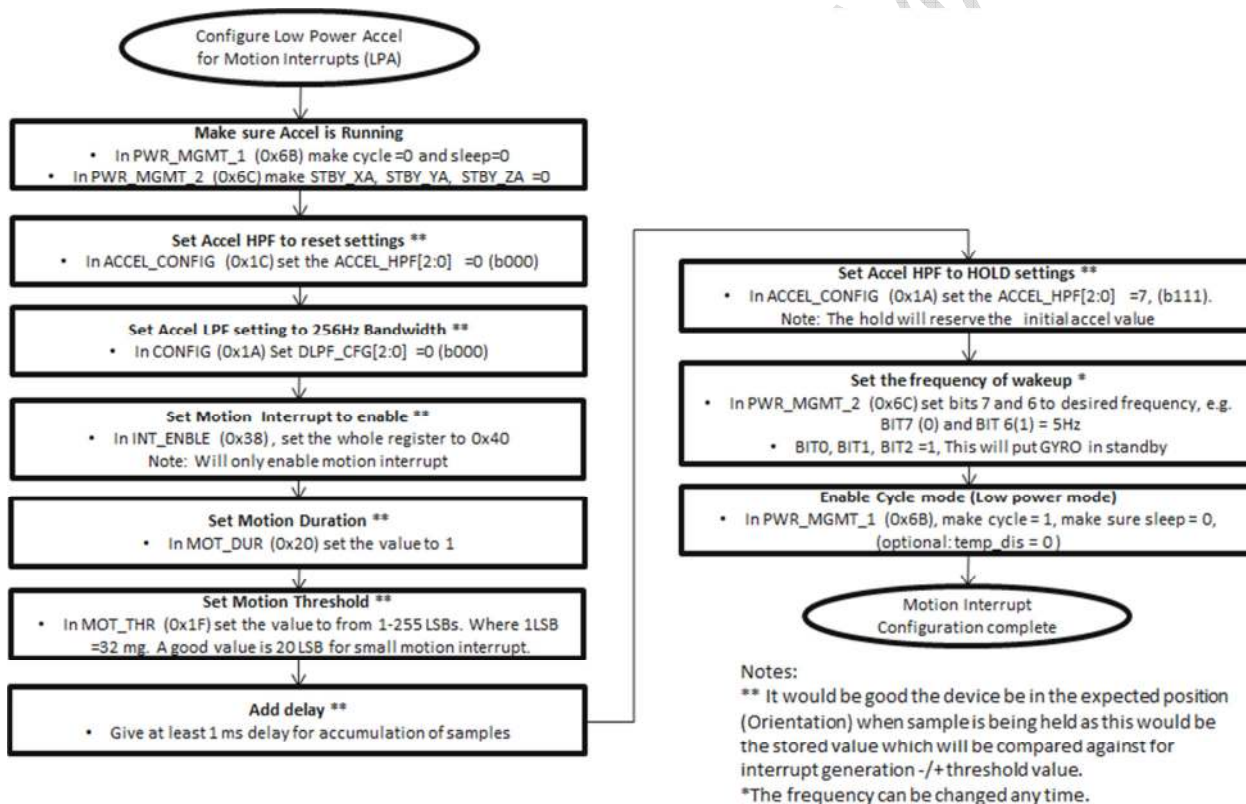 Configure Low Power Accel
for Motion Interrupts (LPA)
Make sure Accel is Running
• In PWR_MGMT_1 (0x6B) make cycle =0 and sleep=0
• In PWR_MGMT_2 (0x6C) make STBY_XA, STBY_YA, STBY_ZA =0
Set Accel HPF to reset settings **
• In ACCEL_CONFIG (0x1C) set the ACCEL_HPF[2:0] =0 (b000)
Set Accel LPF setting to 256Hz Bandwidth **
• In CONFIG (0x1A) Set DLPF_CFG[2:0] =0 (b000)
Set Motion Interrupt to enable **
• In INT_ENBLE (0x38), set the whole register to 0x40
Note: Will only enable motion interrupt
Set Motion Duration **
• In MOT_DUR (0x20) set the value to 1
Set Motion Threshold **
• In MOT_THR (0x1F) set the value to from 1-255 LSBs. Where 1LSB
=32 mg. A good value is 20 LSB for small motion interrupt.
Add delay **
• Give at least 1 ms delay for accumulation of samples
Set Accel HPF to HOLD settings **
• In ACCEL_CONFIG (0x1A) set the ACCEL_HPF[2:0] =7, (b111).
Note: The hold will reserve the initial accel value
Set the frequency of wakeup *
• In PWR_MGMT_2 (0x6C) set bits 7 and 6 to desired frequency, e.g.
BIT7 (0) and BIT 6(1) = 5Hz
• BIT0, BIT1, BIT2 =1, This will put GYRO in standby
Enable Cycle mode (Low power mode)
• In PWR_MGMT_1 (0x6B), make cycle = 1, make sure sleep = 0,
(optional: temp_dis = 0 )
Motion Interrupt
Configuration complete
Notes:
** It would be good the device be in the expected position
(Orientation) when sample is being held as this would be
the stored value which will be compared against for
interrupt generation -/+ threshold value.
*The frequency can be changed any time.